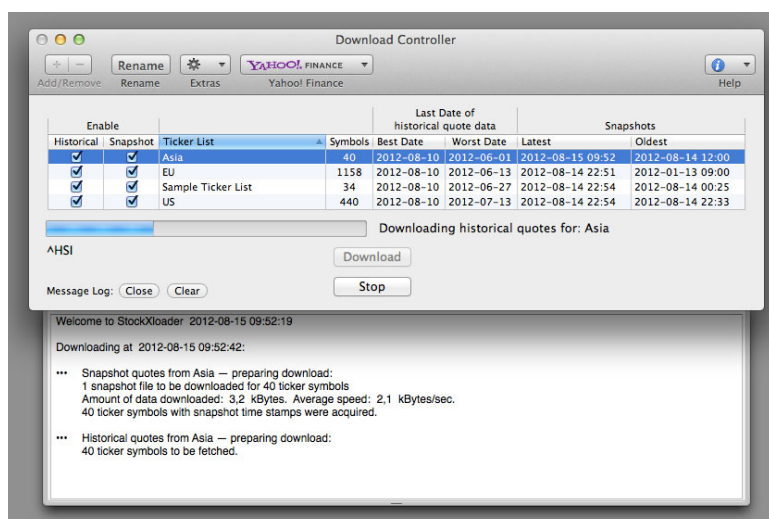 Download Controller
+ − Rename YAHOO! FINANCE
Add/Remove Rename Extras Yahoo! Finance Help
Enable Last Date of historical quote data Snapshots
Historical Snapshot Ticker List Symbols Best Date Worst Date Latest Oldest
Asia 40 2012-08-10 2012-06-01 2012-08-15 09:52 2012-08-14 12:00
EU 1158 2012-08-10 2012-06-13 2012-08-14 22:51 2012-01-13 09:00
Sample Ticker List 34 2012-08-10 2012-06-27 2012-08-14 22:54 2012-08-14 00:25
US 440 2012-08-10 2012-07-13 2012-08-14 22:54 2012-08-14 22:33
Downloading historical quotes for: Asia
^HSI
Download
Message Log: Close Clear Stop
Welcome to StockXloader 2012-08-15 09:52:19
Downloading at 2012-08-15 09:52:42:
••• Snapshot quotes from Asia — preparing download:
1 snapshot file to be downloaded for 40 ticker symbols
Amount of data downloaded: 3,2 kBytes. Average speed: 2,1 kBytes/sec.
40 ticker symbols with snapshot time stamps were acquired.
••• Historical quotes from Asia — preparing download:
40 ticker symbols to be fetched.